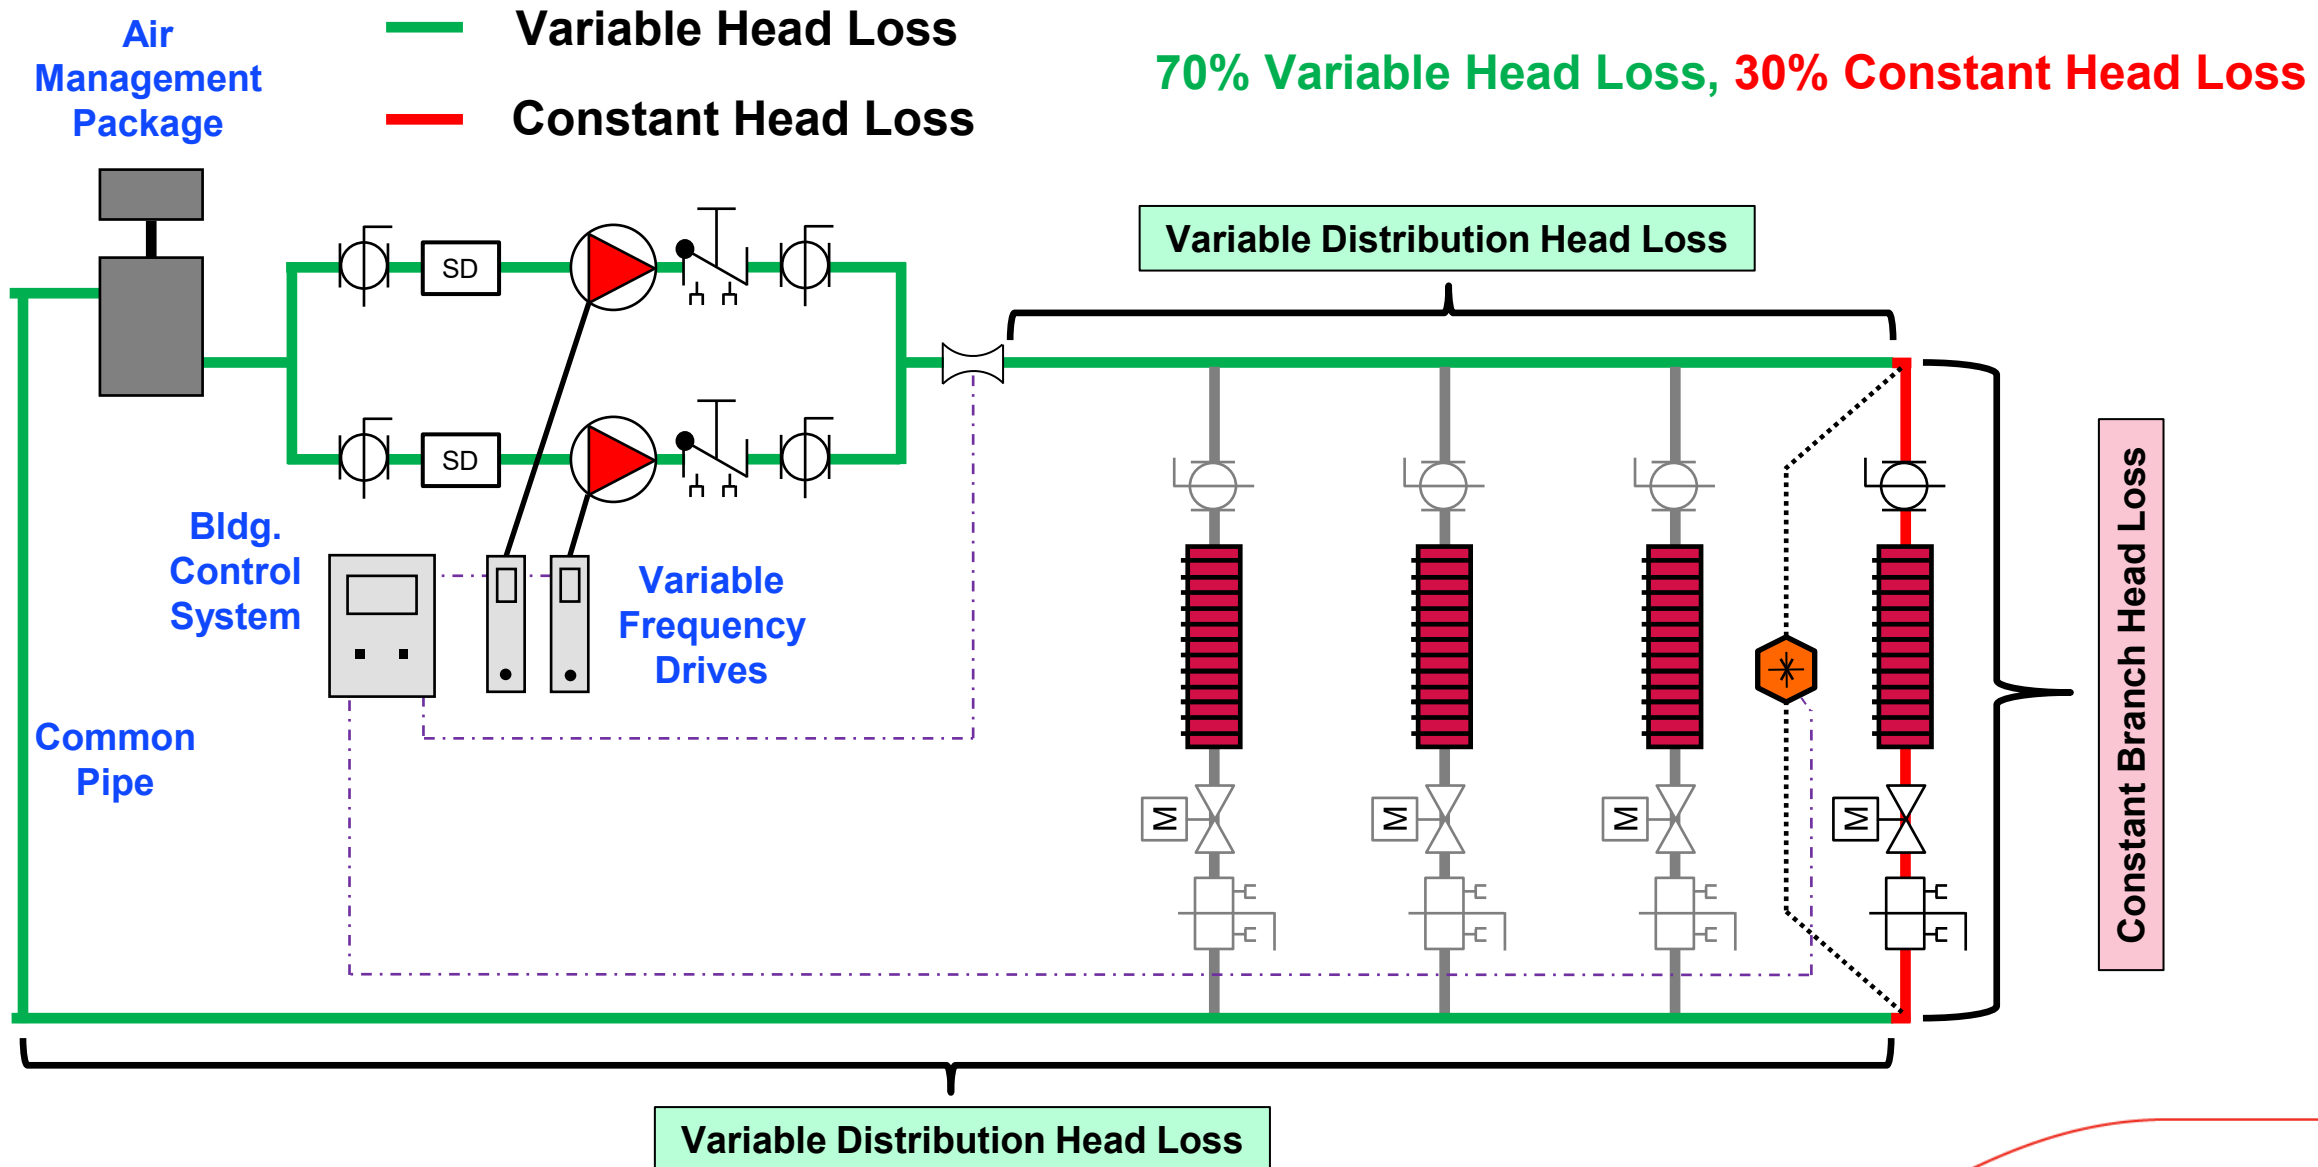 Air
Management
Package
Variable Head Loss
Constant Head Loss
70% Variable Head Loss, 30% Constant Head Loss
Variable Distribution Head Loss
SD
SD
Bldg.
Control
System
Variable
Frequency
Drives
Common
Pipe
M
M
M
M
Constant Branch Head Loss
Variable Distribution Head Loss